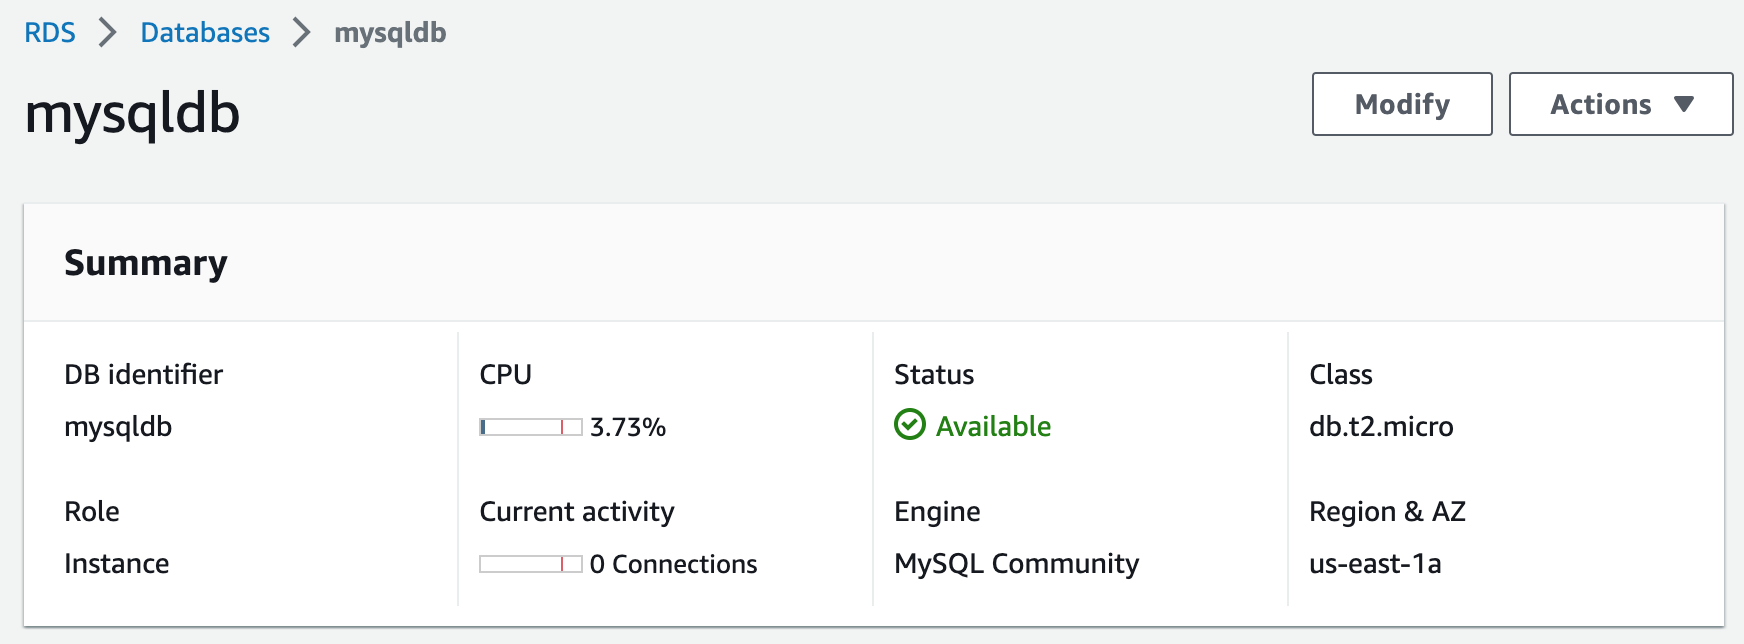 RDS > Databases > mysqldb
mysqldb
Modify
Actions
Summary
DB identifier
mysqldb
CPU
3.73%
Status
Available
Class
db.t2.micro
Role
Instance
Current activity
0 Connections
Engine
MySQL Community
Region & AZ
us-east-1a